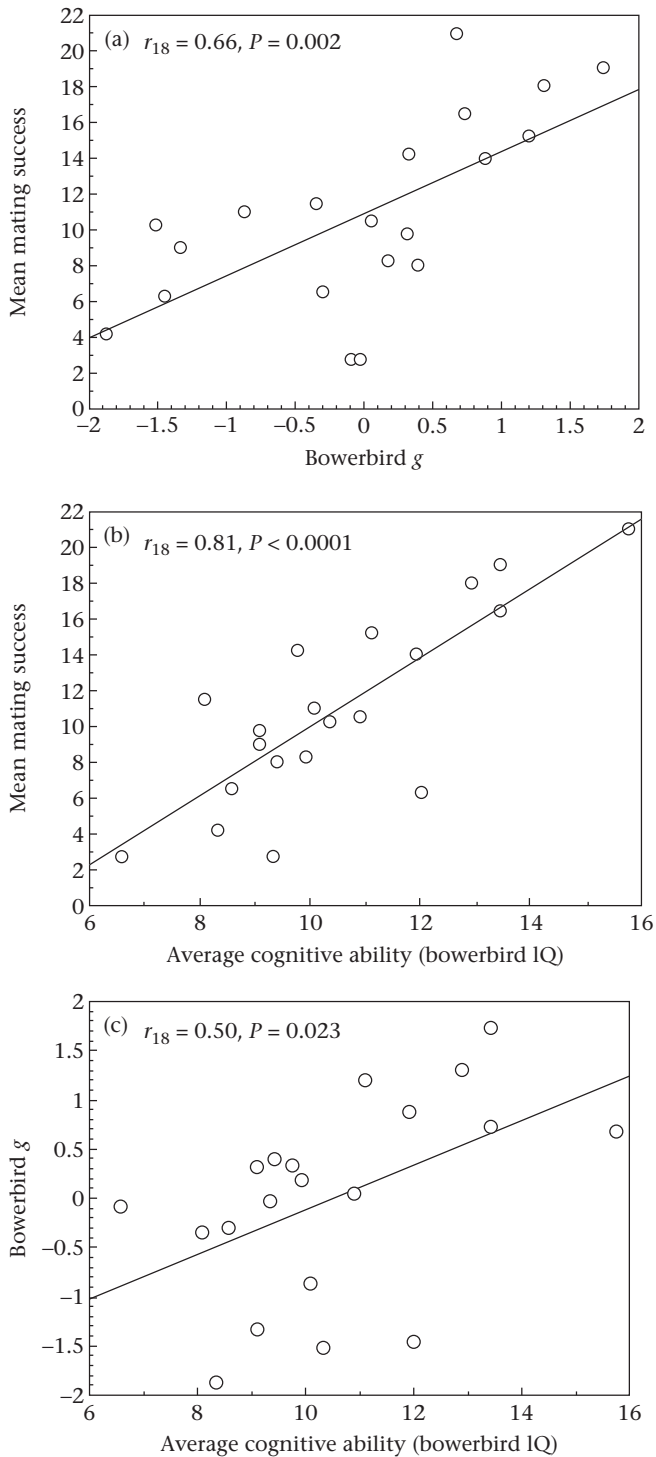 22
(a) r18 = 0.66, P = 0.002
20
18
16
14
12
10
8
6
4
2
0
Mean mating success
−2 −1.5 −1 −0.5 0 0.5 1 1.5 2
Bowerbird g
22
(b) r18 = 0.81, P < 0.0001
20
18
16
14
12
10
8
6
4
2
0
Mean mating success
6 8 10 12 14 16
Average cognitive ability (bowerbird lQ)
2
(c) r18 = 0.50, P = 0.023
1.5
1
0.5
0
−0.5
−1
−1.5
−2
Bowerbird g
6 8 10 12 14 16
Average cognitive ability (bowerbird lQ)